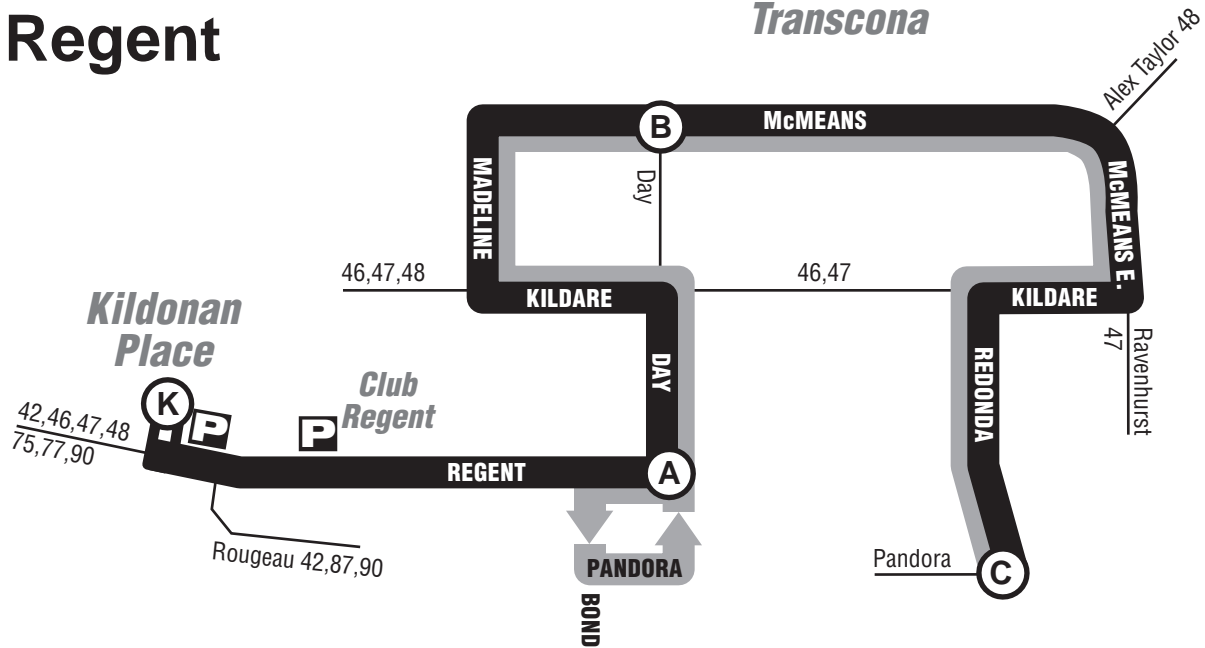 Regent
Transcona
Alex Taylor 48
B
McMEANS
MADELINE
Day
McMEANS E.
46,47,48
46,47
KILDARE
KILDARE
Kildonan
Place
Ravenhurst
47
DAY
REDONDA
Club
Regent
K
P
P
42,46,47,48
75,77,90
REGENT
A
Rougeau 42,87,90
PANDORA
Pandora
C
BOND